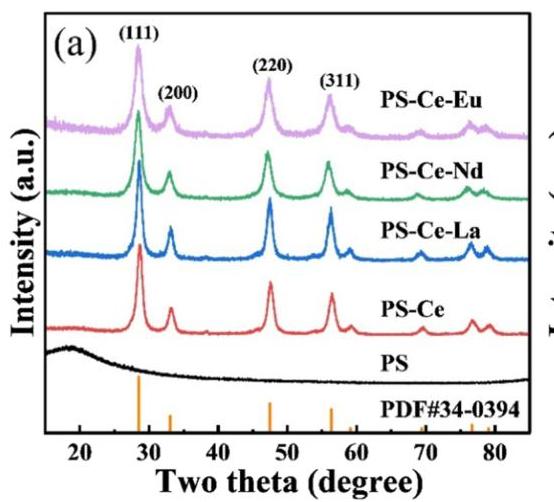 (a)
(111)
(200)
(220)
(311)
PS-Ce-Eu
PS-Ce-Nd
PS-Ce-La
PS-Ce
PS
PDF#34-0394
Intensity (a.u.)
20 30 40 50 60 70 80
Two theta (degree)